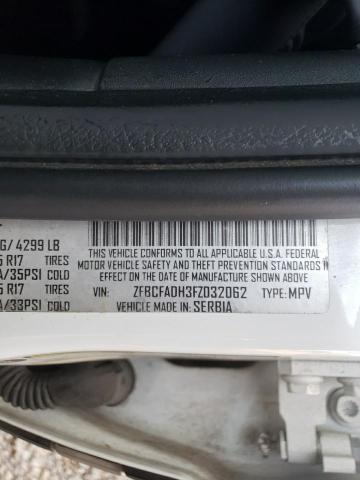 G/ 4299 LB
5 R17 TIRES
A/35PSI COLD
5 R17 TIRES
A/33PSI COLD
THIS VEHICLE CONFORMS TO ALL APPLICABLE U.S.A. FEDERAL
MOTOR VEHICLE SAFETY AND THEFT PREVENTION STANDARDS IN
EFFECT ON THE DATE OF MANUFACTURE SHOWN ABOVE
VIN: ZFBCFADH3FZ032062 TYPE: MPV
VEHICLE MADE IN: SERBIA